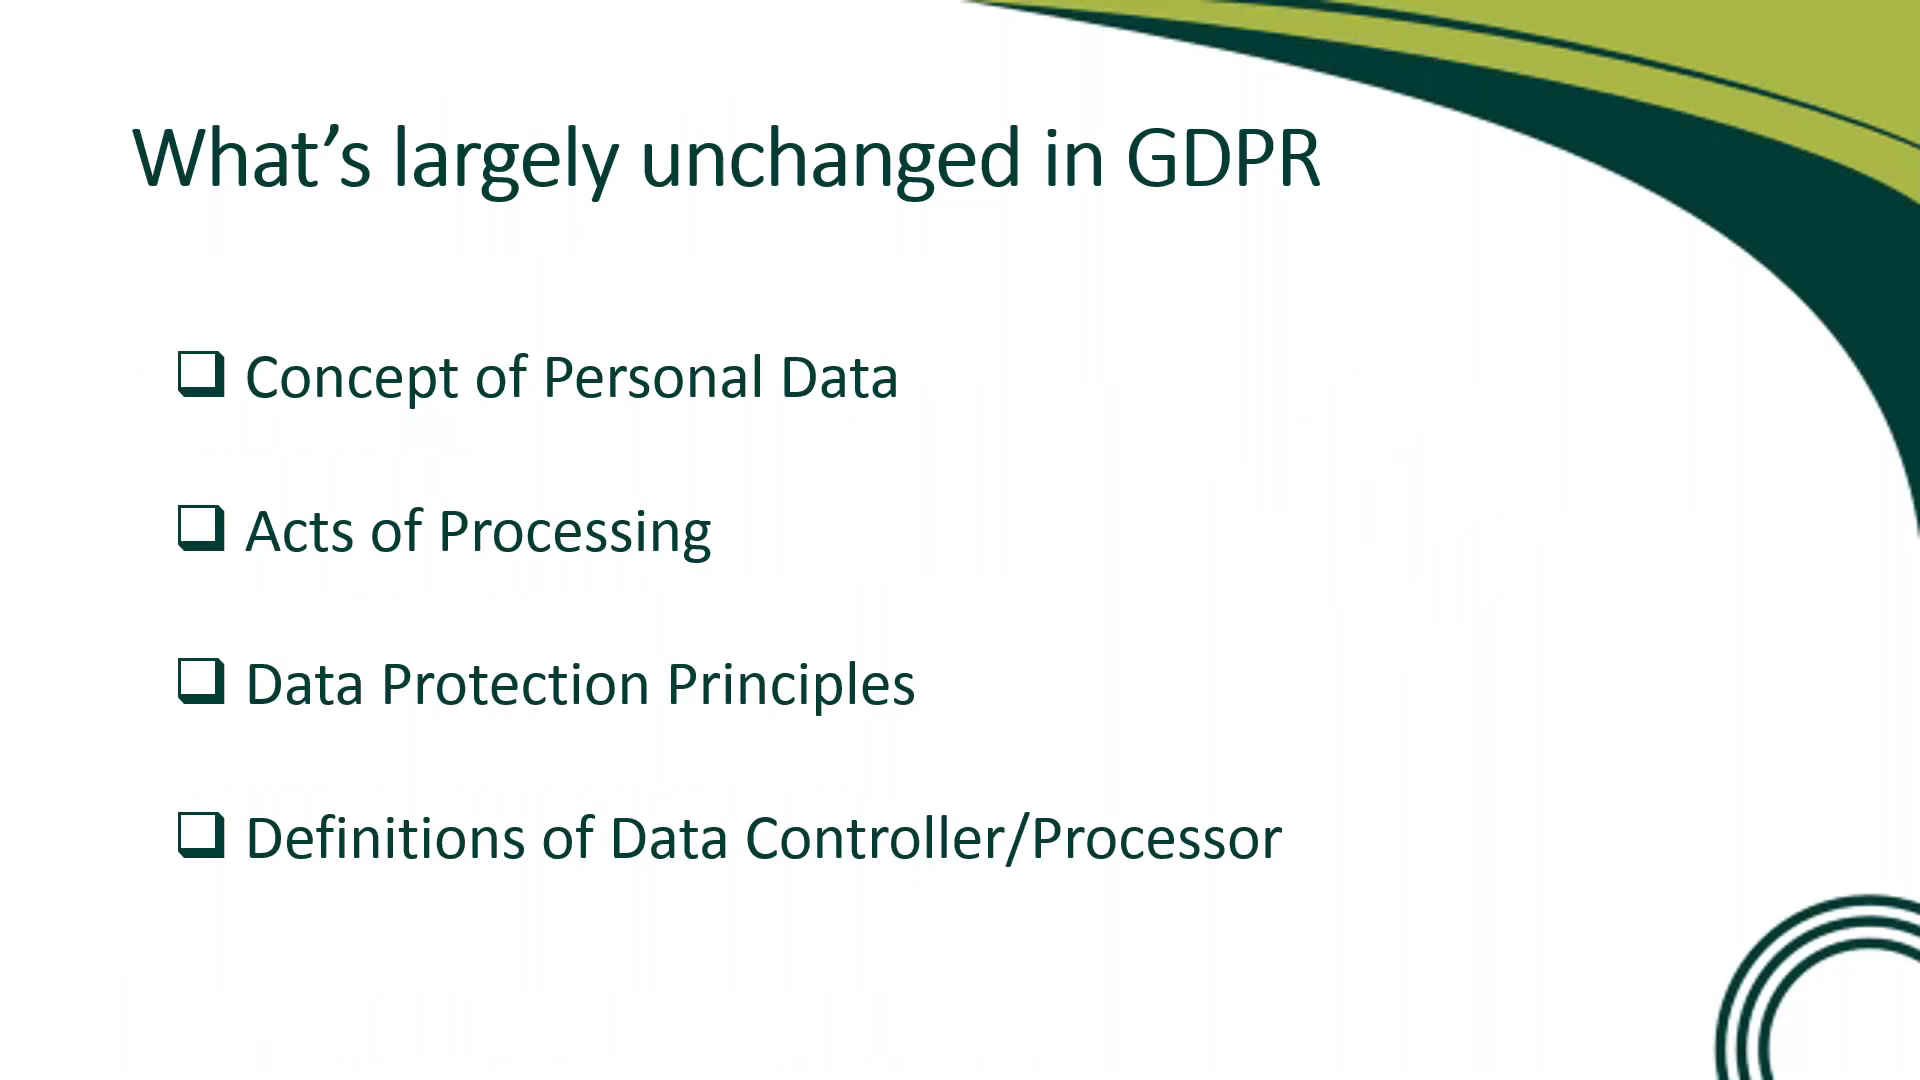 What’s largely unchanged in GDPR
Concept of Personal Data
Acts of Processing
Data Protection Principles
Definitions of Data Controller/Processor